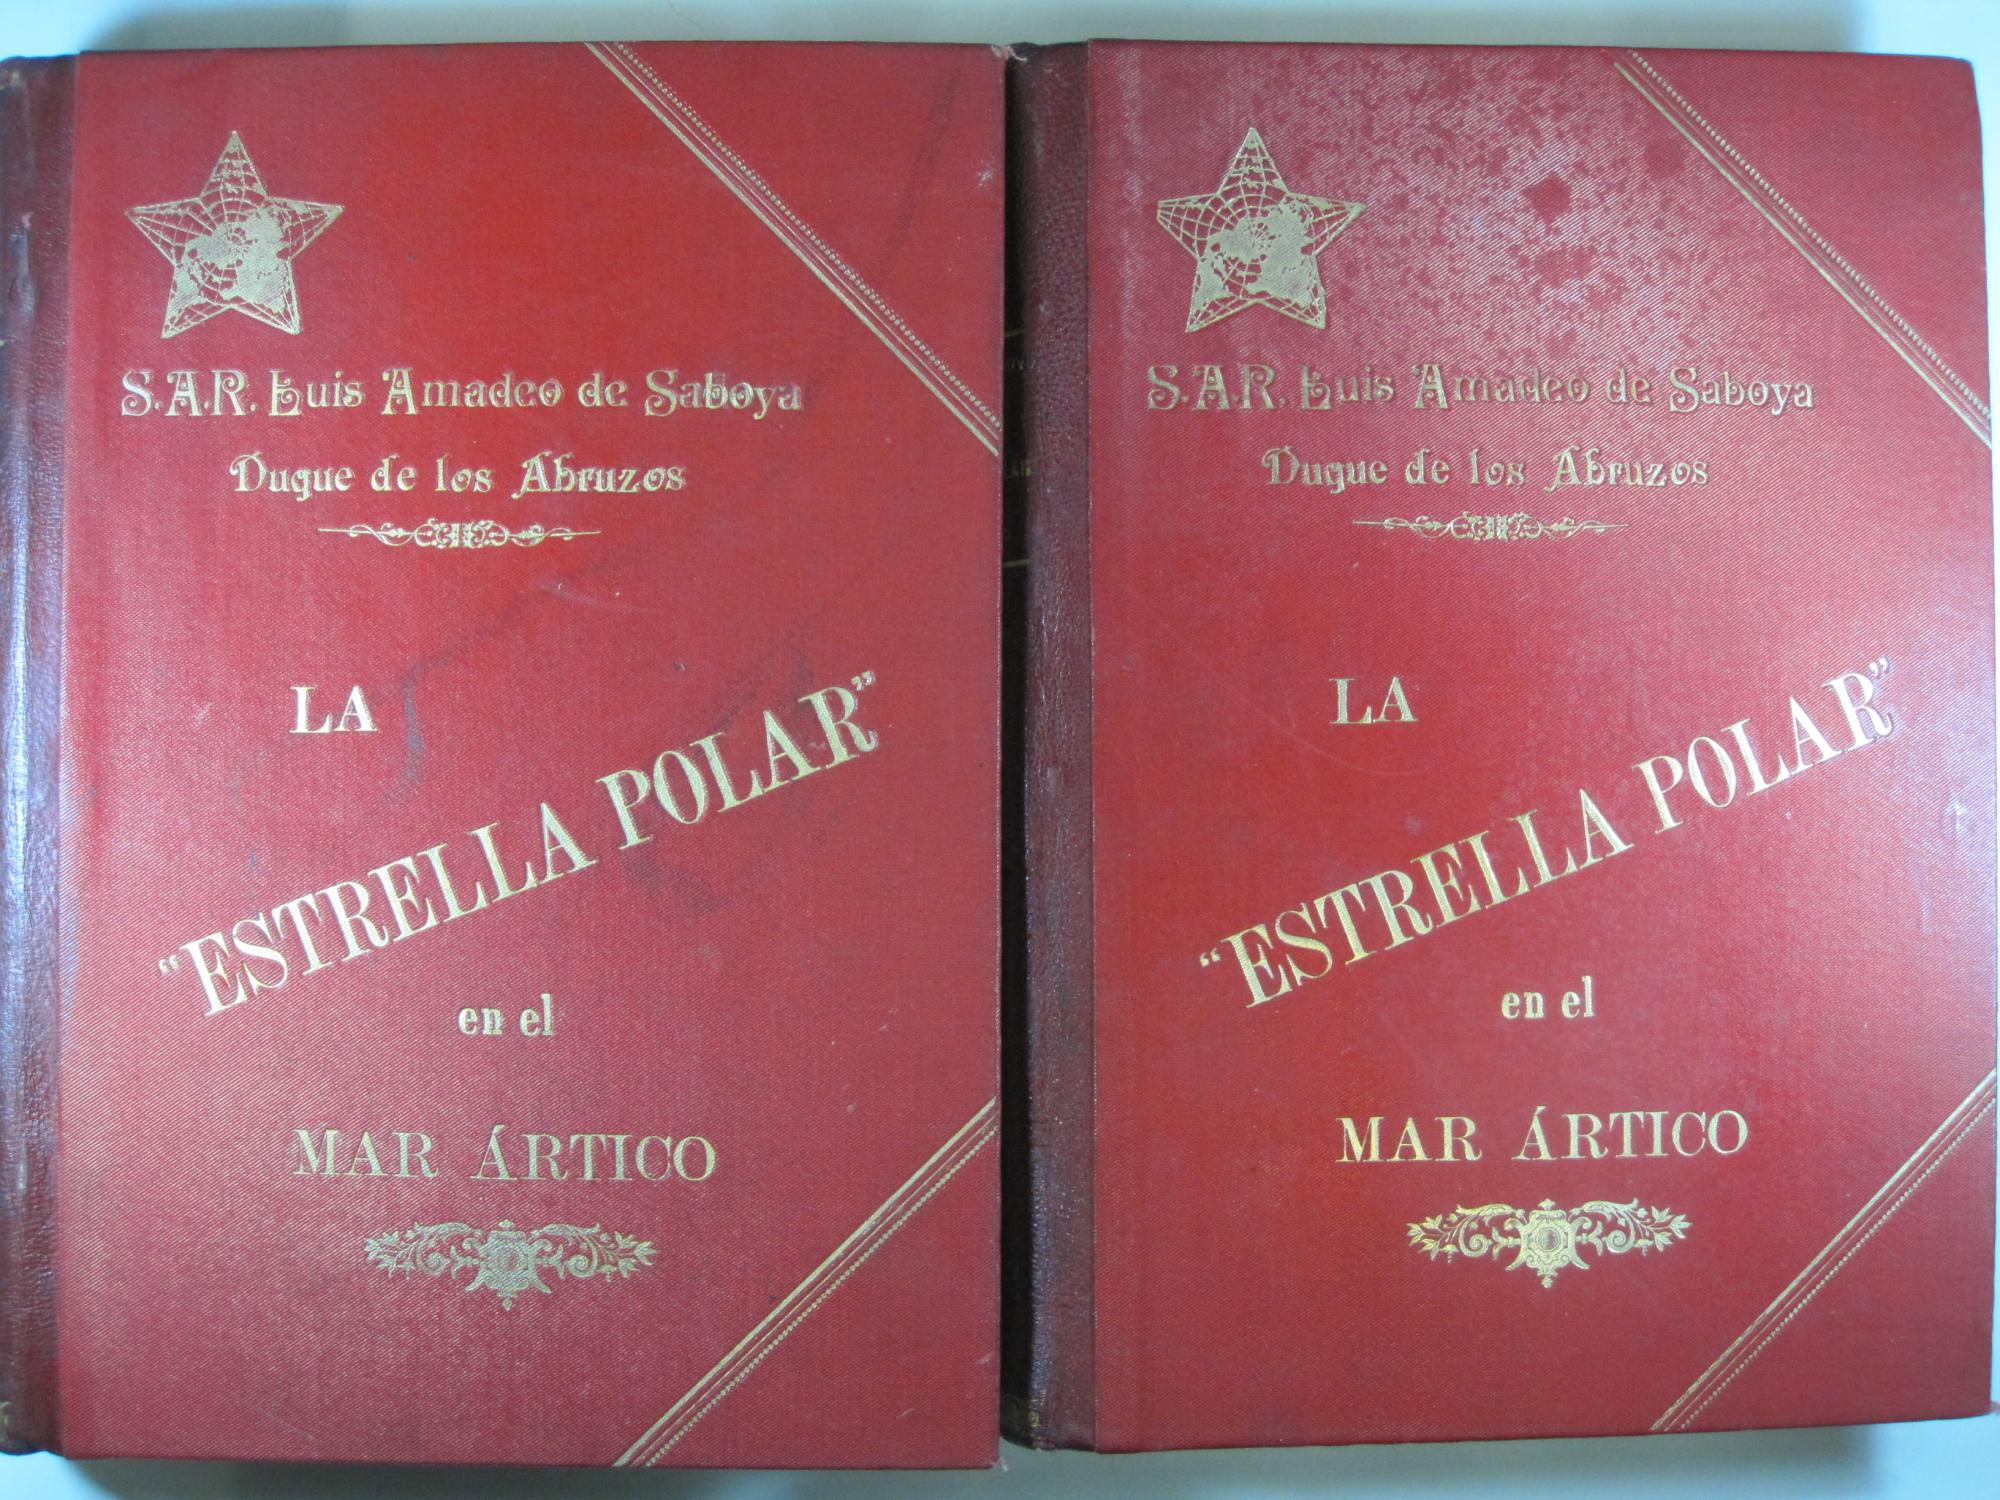 S.A.R. Luis Amadeo de Saboya
Duque de los Abruzos
LA
"ESTRELLA POLAR"
en el
MAR ÁRTICO
S.A.R. Luis Amadeo de Saboya
Duque de los Abruzos
LA
"ESTRELLA POLAR"
en el
MAR ÁRTICO